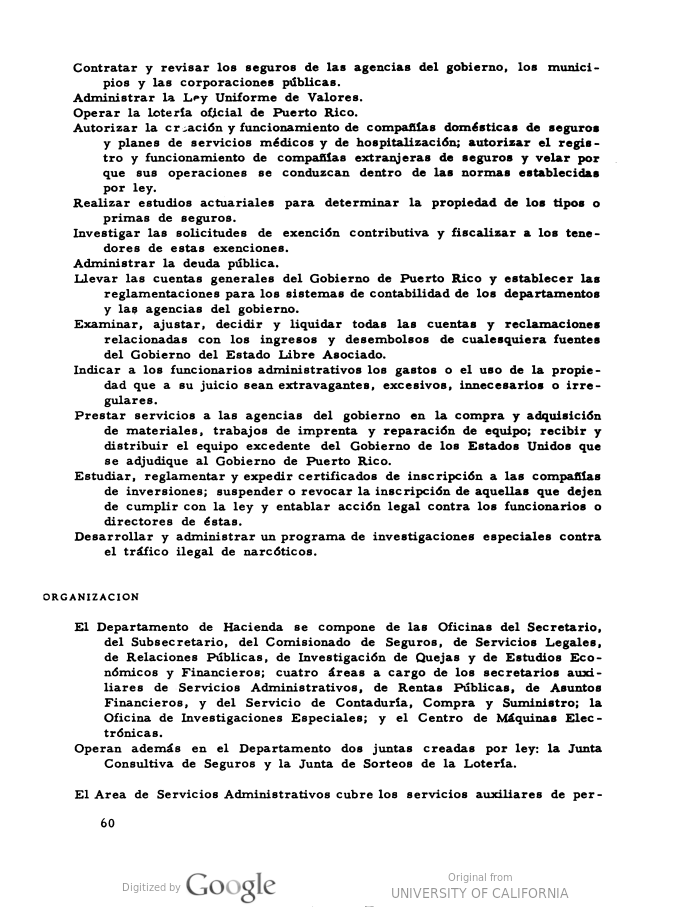 Contratar y revisar los seguros de las agencias del gobierno, los munici-
pios y las corporaciones públicas.
Administrar la Ley Uniforme de Valores.
Operar la lotería oficial de Puerto Rico.
Autorizar la creación y funcionamiento de compañías domésticas de seguros
y planes de servicios médicos y de hospitalización; autorizar el regis-
tro y funcionamiento de compañías extranjeras de seguros y velar por
que sus operaciones se conduzcan dentro de las normas establecidas
por ley.
Realizar estudios actuariales para determinar la propiedad de los tipos o
primas de seguros.
Investigar las solicitudes de exención contributiva y fiscalizar a los tene-
dores de estas exenciones.
Administrar la deuda pública.
Llevar las cuentas generales del Gobierno de Puerto Rico y establecer las
reglamentaciones para los sistemas de contabilidad de los departamentos
y las agencias del gobierno.
Examinar, ajustar, decidir y liquidar todas las cuentas y reclamaciones
relacionadas con los ingresos y desembolsos de cualesquiera fuentes
del Gobierno del Estado Libre Asociado.
Indicar a los funcionarios administrativos los gastos o el uso de la propie-
dad que a su juicio sean extravagantes, excesivos, innecesarios o irre-
gulares.
Prestar servicios a las agencias del gobierno en la compra y adquisición
de materiales, trabajos de imprenta y reparación de equipo; recibir y
distribuir el equipo excedente del Gobierno de los Estados Unidos que
se adjudique al Gobierno de Puerto Rico.
Estudiar, reglamentar y expedir certificados de inscripción a las compañías
de inversiones; suspender o revocar la inscripción de aquellas que dejen
de cumplir con la ley y entablar acción legal contra los funcionarios o
directores de éstas.
Desarrollar y administrar un programa de investigaciones especiales contra
el tráfico ilegal de narcóticos.
ORGANIZACION
El Departamento de Hacienda se compone de las Oficinas del Secretario,
del Subsecretario, del Comisionado de Seguros, de Servicios Legales,
de Relaciones Públicas, de Investigación de Quejas y de Estudios Eco-
nómicos y Financieros; cuatro áreas a cargo de los secretarios auxi-
liares de Servicios Administrativos, de Rentas Públicas, de Asuntos
Financieros, y del Servicio de Contaduría, Compra y Suministro; la
Oficina de Investigaciones Especiales; y el Centro de Máquinas Elec-
trónicas.
Operan además en el Departamento dos juntas creadas por ley: la Junta
Consultiva de Seguros y la Junta de Sorteos de la Lotería.
El Area de Servicios Administrativos cubre los servicios auxiliares de per-
60
Digitized by Google
Original from
UNIVERSITY OF CALIFORNIA